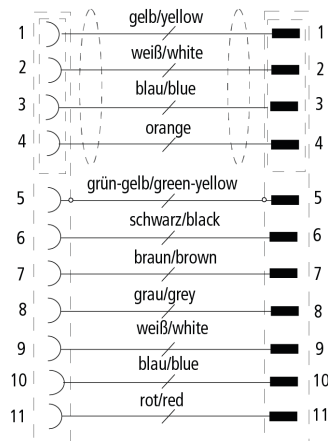 gelb/yellow
1 1
weiß/white
2 2
blau/blue
3 3
orange
4 4
grün-gelb/green-yellow
5 5
schwarz/black
6 6
braun/brown
7 7
grau/grey
8 8
weiß/white
9 9
blau/blue
10 10
rot/red
11 11